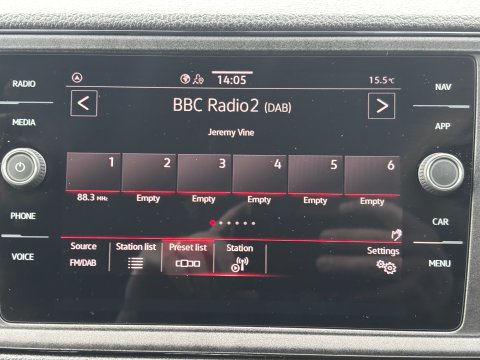 RADIO
14:05
15.5°C
NAV
BBC Radio2 (DAB)
MEDIA
APP
Jeremy Vine
1 2 3 4 5 6
88.3 MHz Empty Empty Empty Empty Empty
PHONE
CAR
Source Station list Preset list Station Settings
FM/DAB
VOICE
MENU